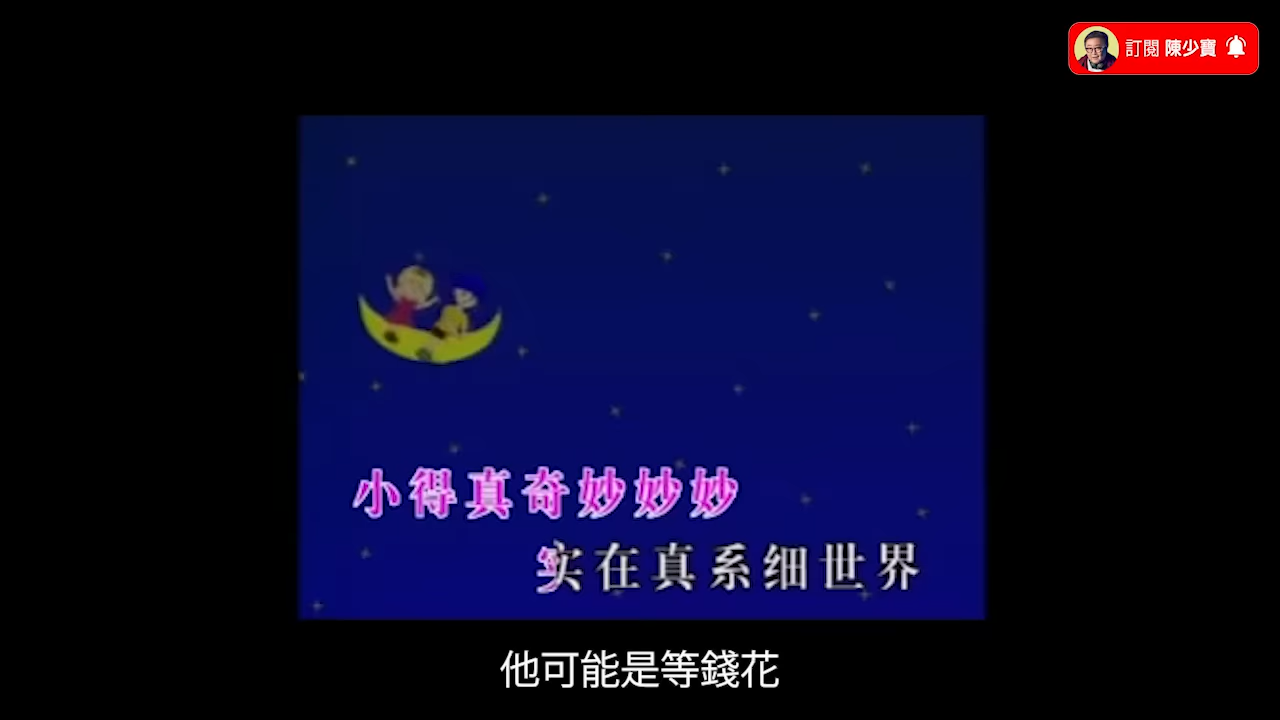 訂閱 陳少寶
小得真奇妙妙妙
实在真系细世界
他可能是等錢花